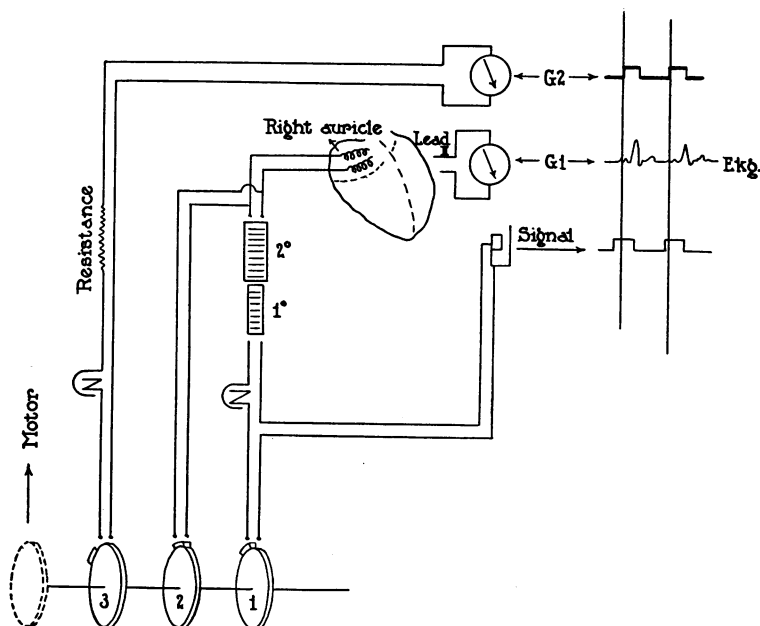 G2
Right auricle
Lead
G1
Ekg.
Resistance
Signal
2°
1°
Motor
3
2
1